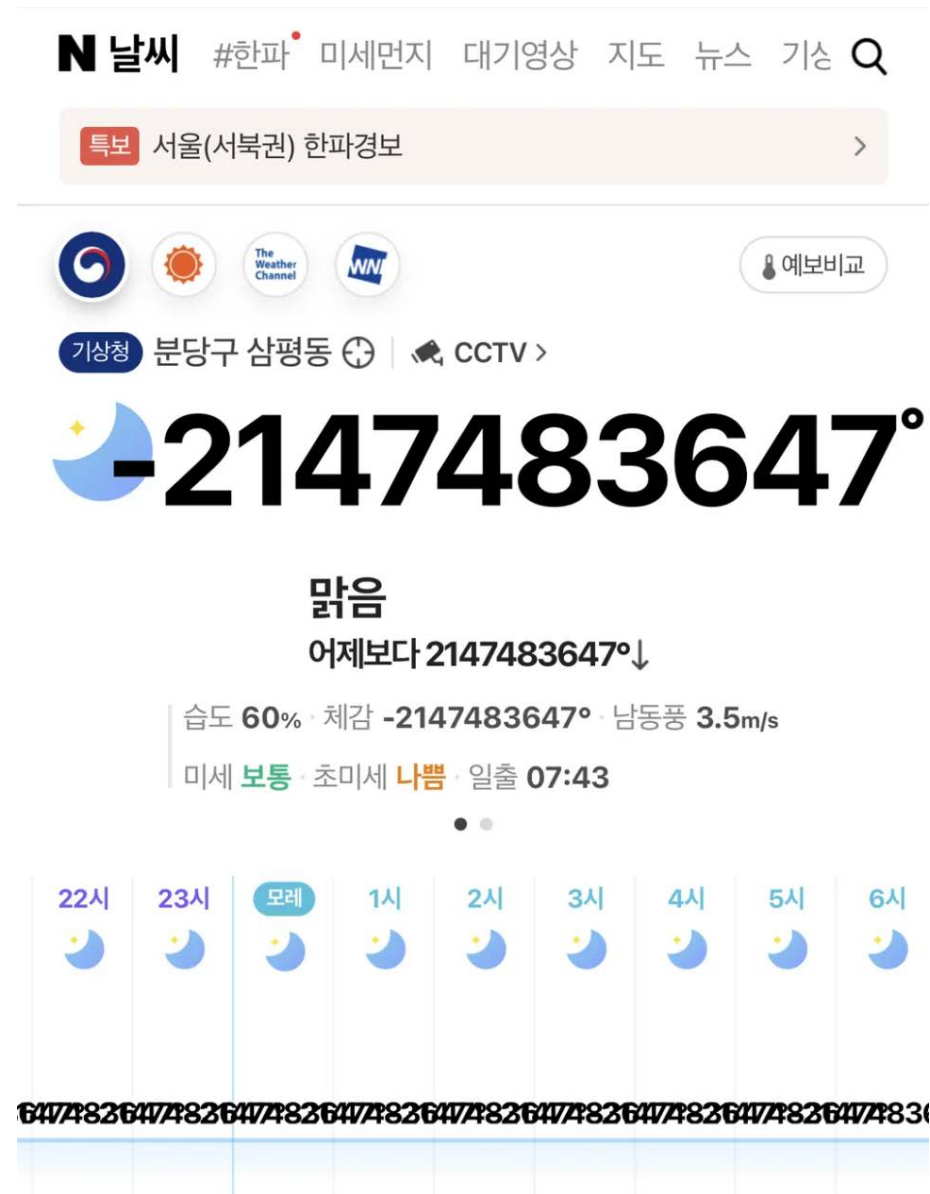 N 날씨 #한파 미세먼지 대기영상 지도 뉴스
특보 서울(서북권) 한파경보
The Weather Channel WNI 예보비교
기상청 분당구 삼평동 CCTV >
-2147483647°
맑음
어제보다 2147483647°↓
습도 60% · 체감 -2147483647° · 남동풍 3.5m/s
미세 보통 · 초미세 나쁨 · 일출 07:43
22시 23시 모레 1시 2시 3시 4시 5시 6시